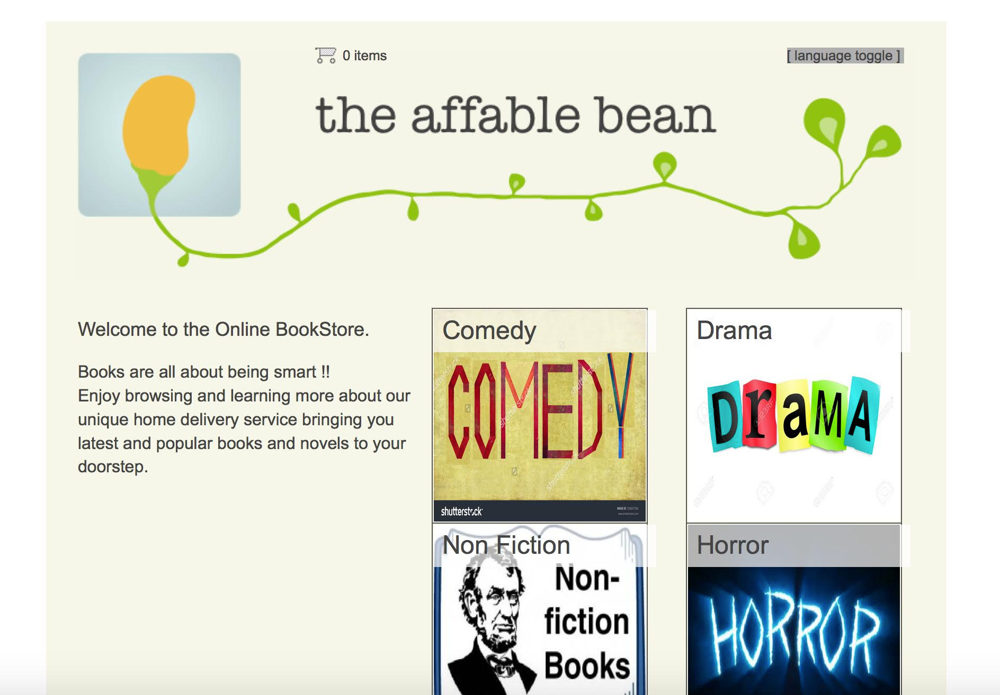 0 items
[ language toggle ]
the affable bean
Welcome to the Online BookStore.
Books are all about being smart !!
Enjoy browsing and learning more about our
unique home delivery service bringing you
latest and popular books and novels to your
doorstep.
Comedy
COMEDY
shutterstock
Drama
DraMA
Non Fiction
Non-
fiction
Books
Horror
HORROR